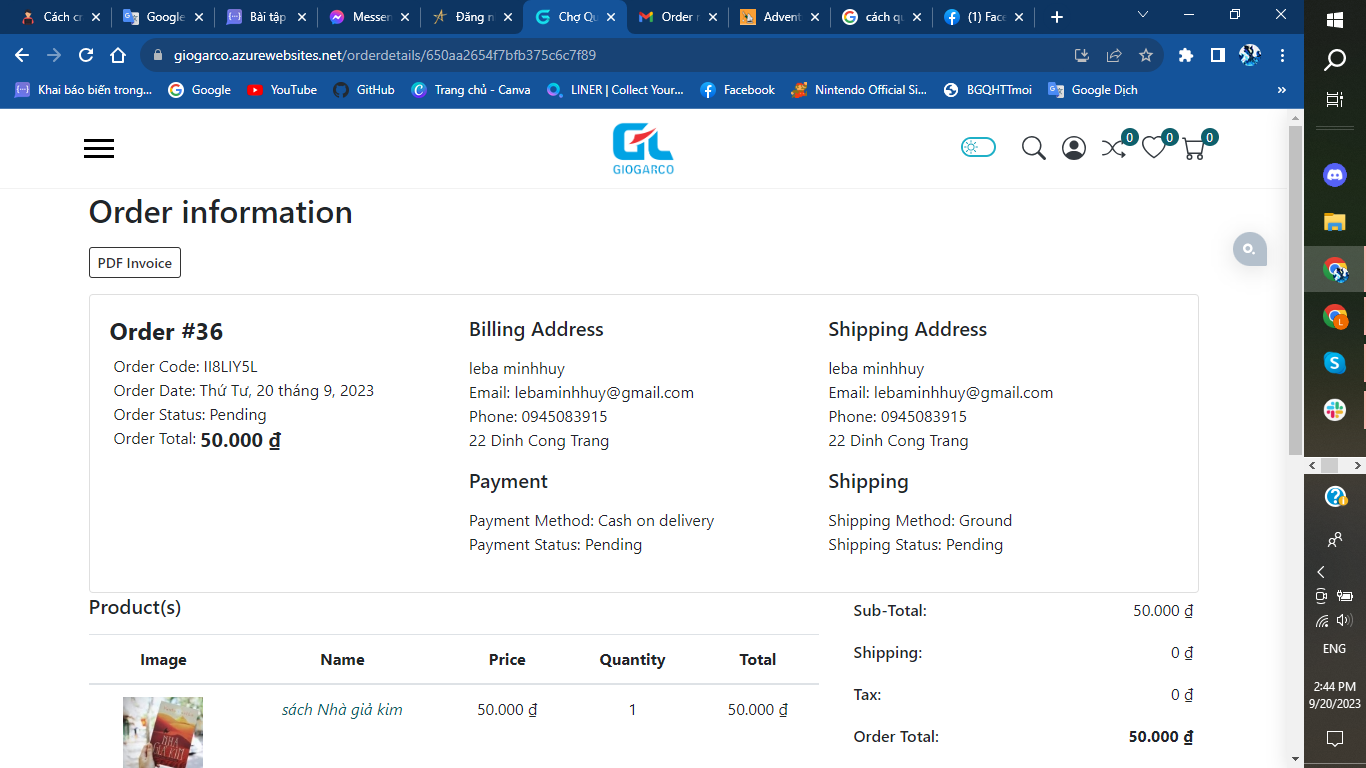 Cách cr
Google
Bài tập
Messen
Đăng n
Chợ Qu
Order r
Advent
cách qu
(1) Face
giogarco.azurewebsites.net/orderdetails/650aa2654f7bfb375c6c7f89
Khai báo biến trong...
Google
YouTube
GitHub
Trang chủ - Canva
LINER | Collect Your...
Facebook
Nintendo Official Si...
BGQHTTmoi
Google Dịch
»
GIOGARCO
0
0
0
Order information
PDF Invoice
Order #36
Order Code: II8LIY5L
Order Date: Thứ Tư, 20 tháng 9, 2023
Order Status: Pending
Order Total: 50.000 ₫
Billing Address
leba minhhuy
Email: lebaminhhuy@gmail.com
Phone: 0945083915
22 Dinh Cong Trang
Shipping Address
leba minhhuy
Email: lebaminhhuy@gmail.com
Phone: 0945083915
22 Dinh Cong Trang
Payment
Payment Method: Cash on delivery
Payment Status: Pending
Shipping
Shipping Method: Ground
Shipping Status: Pending
Product(s)
Image Name Price Quantity Total
sách Nhà giả kim 50.000 ₫ 1 50.000 ₫
NHÀ
GIẢ KIM
Sub-Total: 50.000 ₫
Shipping: 0 ₫
Tax: 0 ₫
Order Total: 50.000 ₫
ENG
2:44 PM
9/20/2023